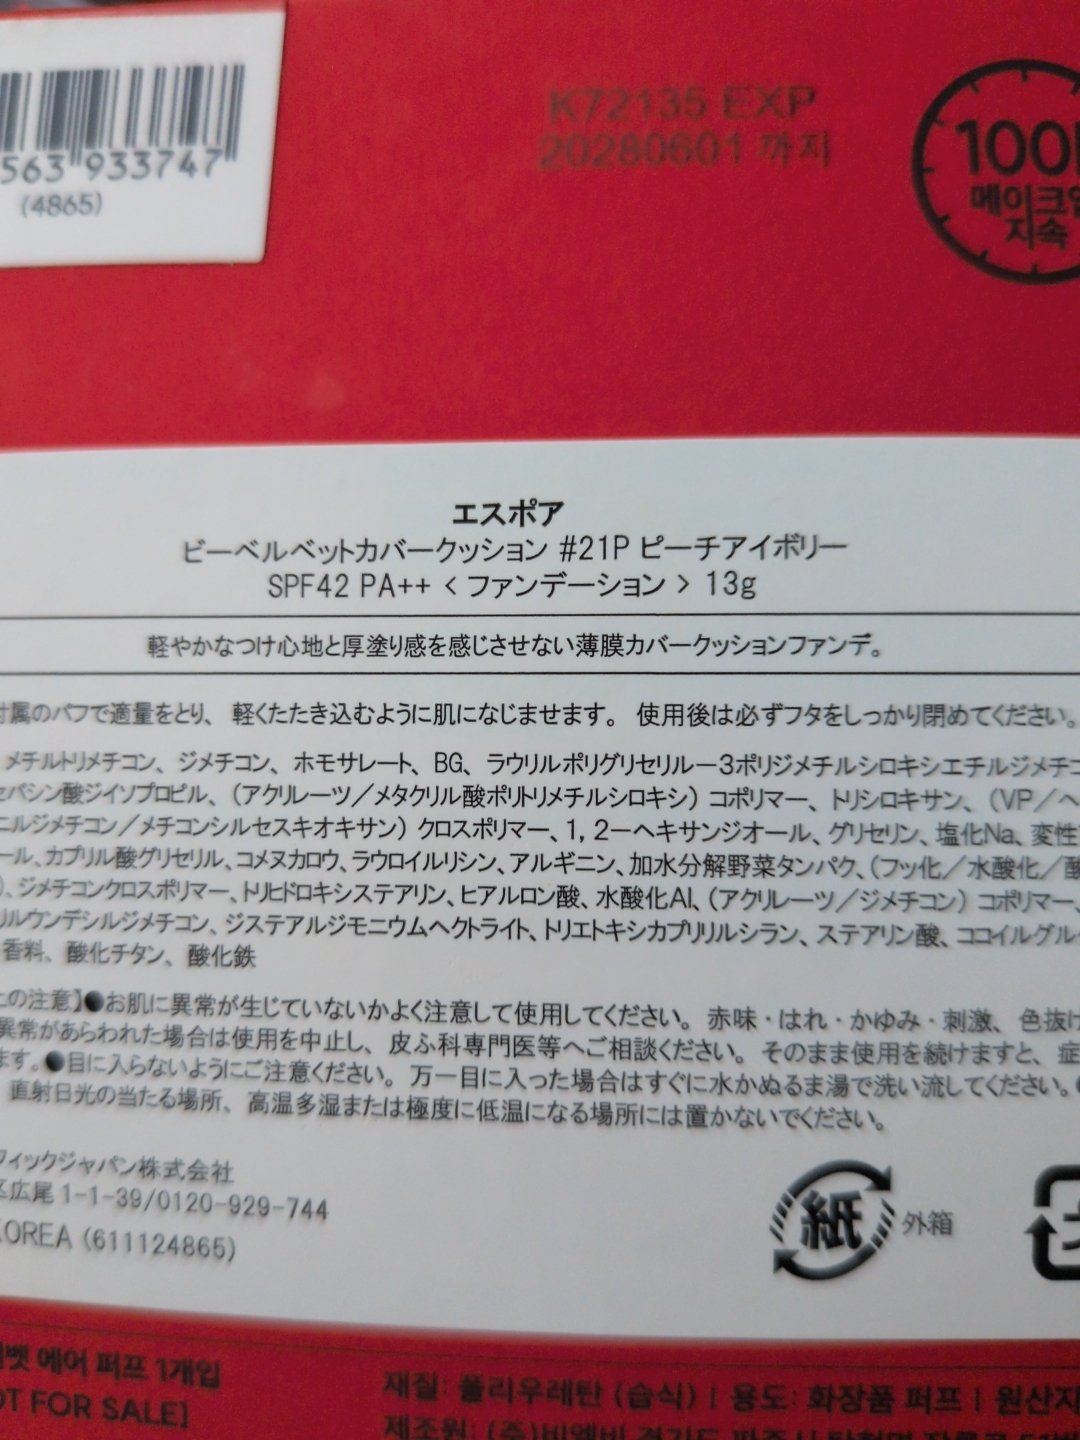 563 933747
(4865)
K72135 EXP
20280601 까지
100
메이크업
지속
エスポア
ビーベルベットカバークッション #21P ピーチアイボリー
SPF42 PA++ < ファンデーション > 13g
軽やかなつけ心地と厚塗り感を感じさせない薄膜カバークッションファンデ。
付属のパフで適量をとり、 軽くたたき込むように肌になじませます。 使用後は必ずフタをしっかり閉めてください。
メチルトリメチコン、 ジメチコン、 ホモサレート、 BG、 ラウリルポリグリセリル－3ポリジメチルシロキシエチルジメチコ
セバシン酸ジイソプロピル、 (アクリレーツ／メタクリル酸ポリトリメチルシロキシ) コポリマー、 トリシロキサン、 (VP／ヘ
ニルジメチコン／メチコンシルセスキオキサン) クロスポリマー、 1, 2－ヘキサンジオール、 グリセリン、 塩化Na、 変性
ール、 カプリル酸グリセリル、 コメヌカロウ、 ラウロイルリシン、 アルギニン、 加水分解野菜タンパク、 (フッ化／水酸化／酸
)、 ジメチコンクロスポリマー、 トリヒドロキシステアリン、 ヒアルロン酸、 水酸化Al、 (アクリレーツ／ジメチコン) コポリマー、
リルウンデシルジメチコン、 ジステアルジモニウムヘクトライト、 トリエトキシカプリリルシラン、 ステアリン酸、 ココイルグル
香料、 酸化チタン、 酸化鉄
上の注意】●お肌に異常が生じていないかよく注意して使用してください。 赤味・はれ・かゆみ・刺激、 色抜け
異常があらわれた場合は使用を中止し、 皮ふ科専門医等へご相談ください。 そのまま使用を続けますと、 症
ます。●目に入らないようにご注意ください。 万一目に入った場合はすぐに水かぬるま湯で洗い流してください。
直射日光の当たる場所、 高温多湿または極度に低温になる場所には置かないでください。
フィックジャパン株式会社
区広尾 1-1-39/0120-929-744
KOREA (611124865)
紙 外箱
벨벳 에어 퍼프 1개입
OT FOR SALE]
재질: 폴리우레탄 (습식) | 용도: 화장품 퍼프 | 원산지
제조원: (주)비엠비